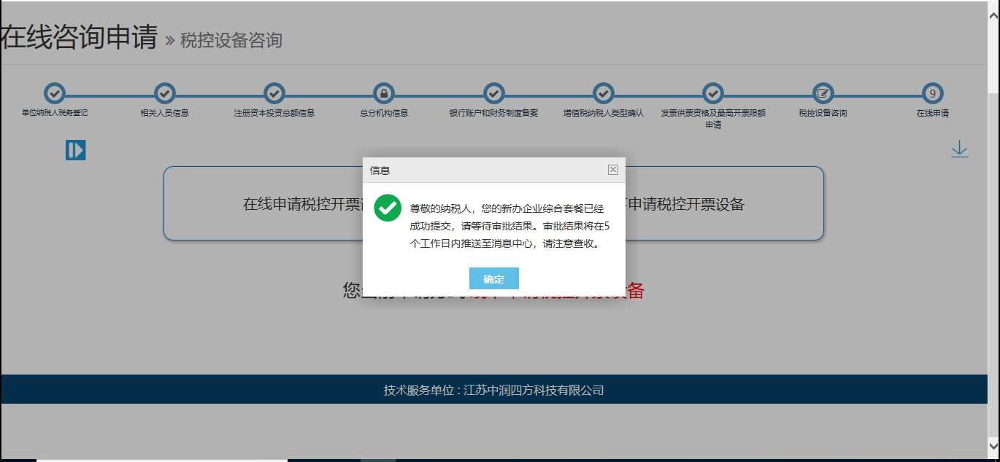 在线咨询申请 » 税控设备咨询
9
单位纳税人税务登记 相关人员信息 注册资本投资总额信息 总分机构信息 银行账户和财务制度备案 增值税纳税人类型确认 发票供票资格及最高开票限额 税控设备咨询 在线申请
申请
信息
尊敬的纳税人，您的新办企业综合套餐已经
成功提交，请等待审批结果。审批结果将在5
个工作日内推送至消息中心，请注意查收。
确定
在线申请税控开票
申请税控开票设备
您
备
技术服务单位 : 江苏中润四方科技有限公司